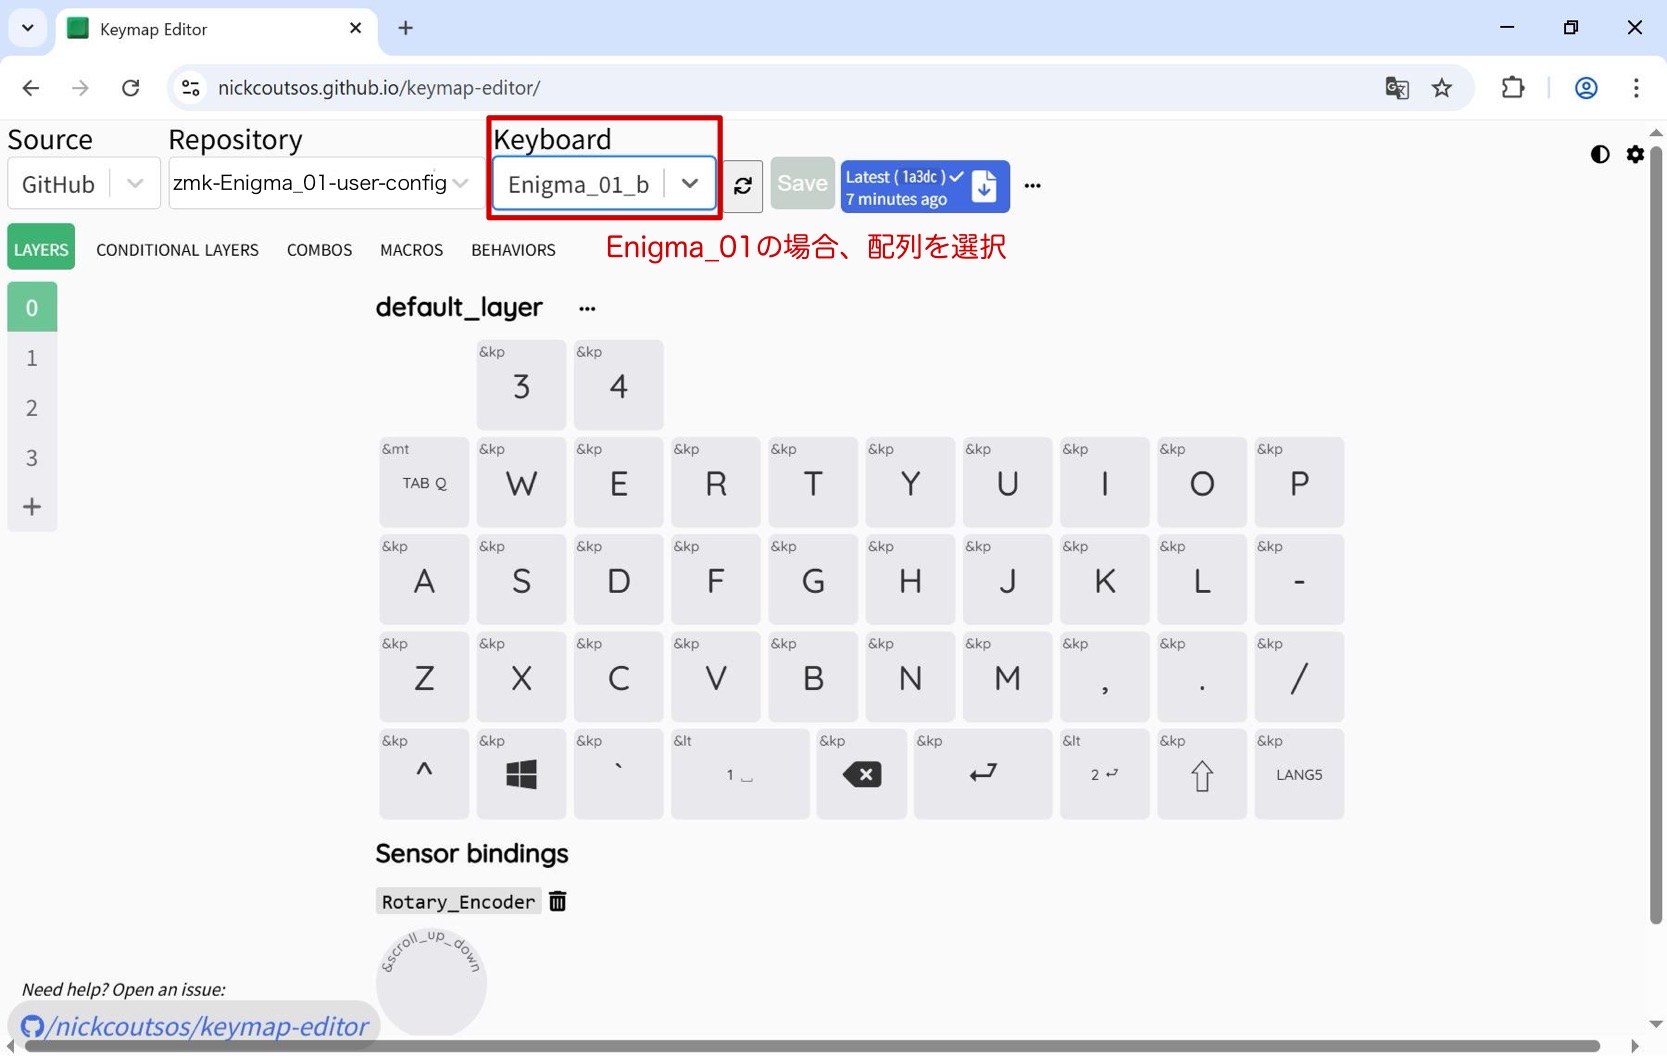 Keymap Editor
nickcoutsos.github.io/keymap-editor/
Source Repository Keyboard
GitHub zmk-Enigma_01-user-config Enigma_01_b Save Latest ( 1a3dc ) ✓
7 minutes ago
LAYERS CONDITIONAL LAYERS COMBOS MACROS BEHAVIORS Enigma_01の場合、配列を選択
0
1
2
3
+
default_layer ...
&kp &kp
3 4
&mt &kp &kp &kp &kp &kp &kp &kp &kp &kp
TAB Q W E R T Y U I O P
&kp &kp &kp &kp &kp &kp &kp &kp &kp &kp
A S D F G H J K L -
&kp &kp &kp &kp &kp &kp &kp &kp &kp &kp
Z X C V B N M , . /
&kp &kp &kp &lt &kp &kp &lt &kp &kp
^ ` 1 ⎵ 2 ⏎ LANG5
Sensor bindings
Rotary_Encoder
&scroll_up_down
Need help? Open an issue:
/nickcoutsos/keymap-editor